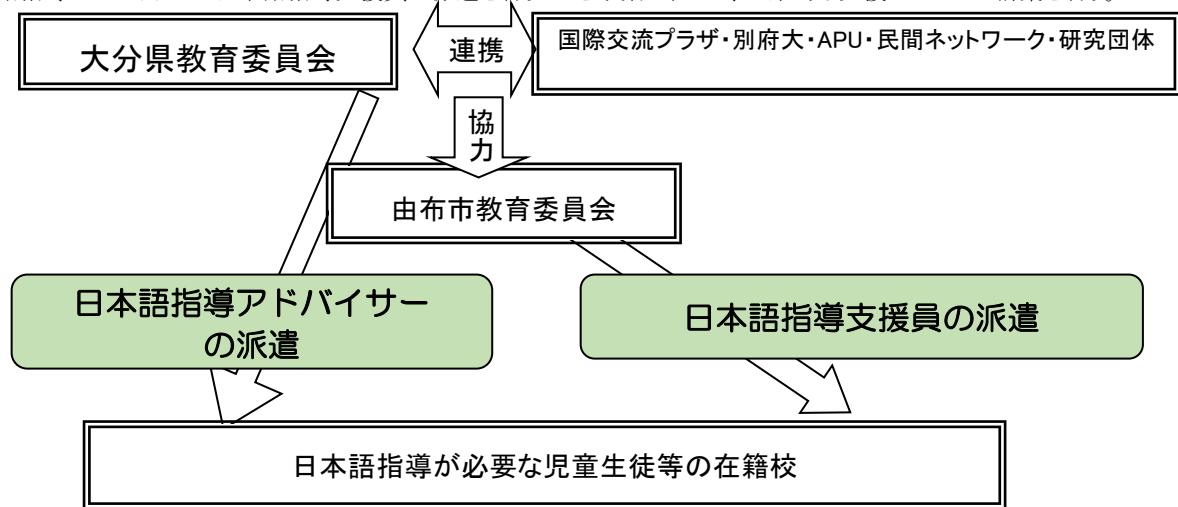 大分県教育委員会
連携
国際交流プラザ・別府大・APU・民間ネットワーク・研究団体
協
力
由布市教育委員会
日本語指導アドバイサー
の派遣
日本語指導支援員の派遣
日本語指導が必要な児童生徒等の在籍校